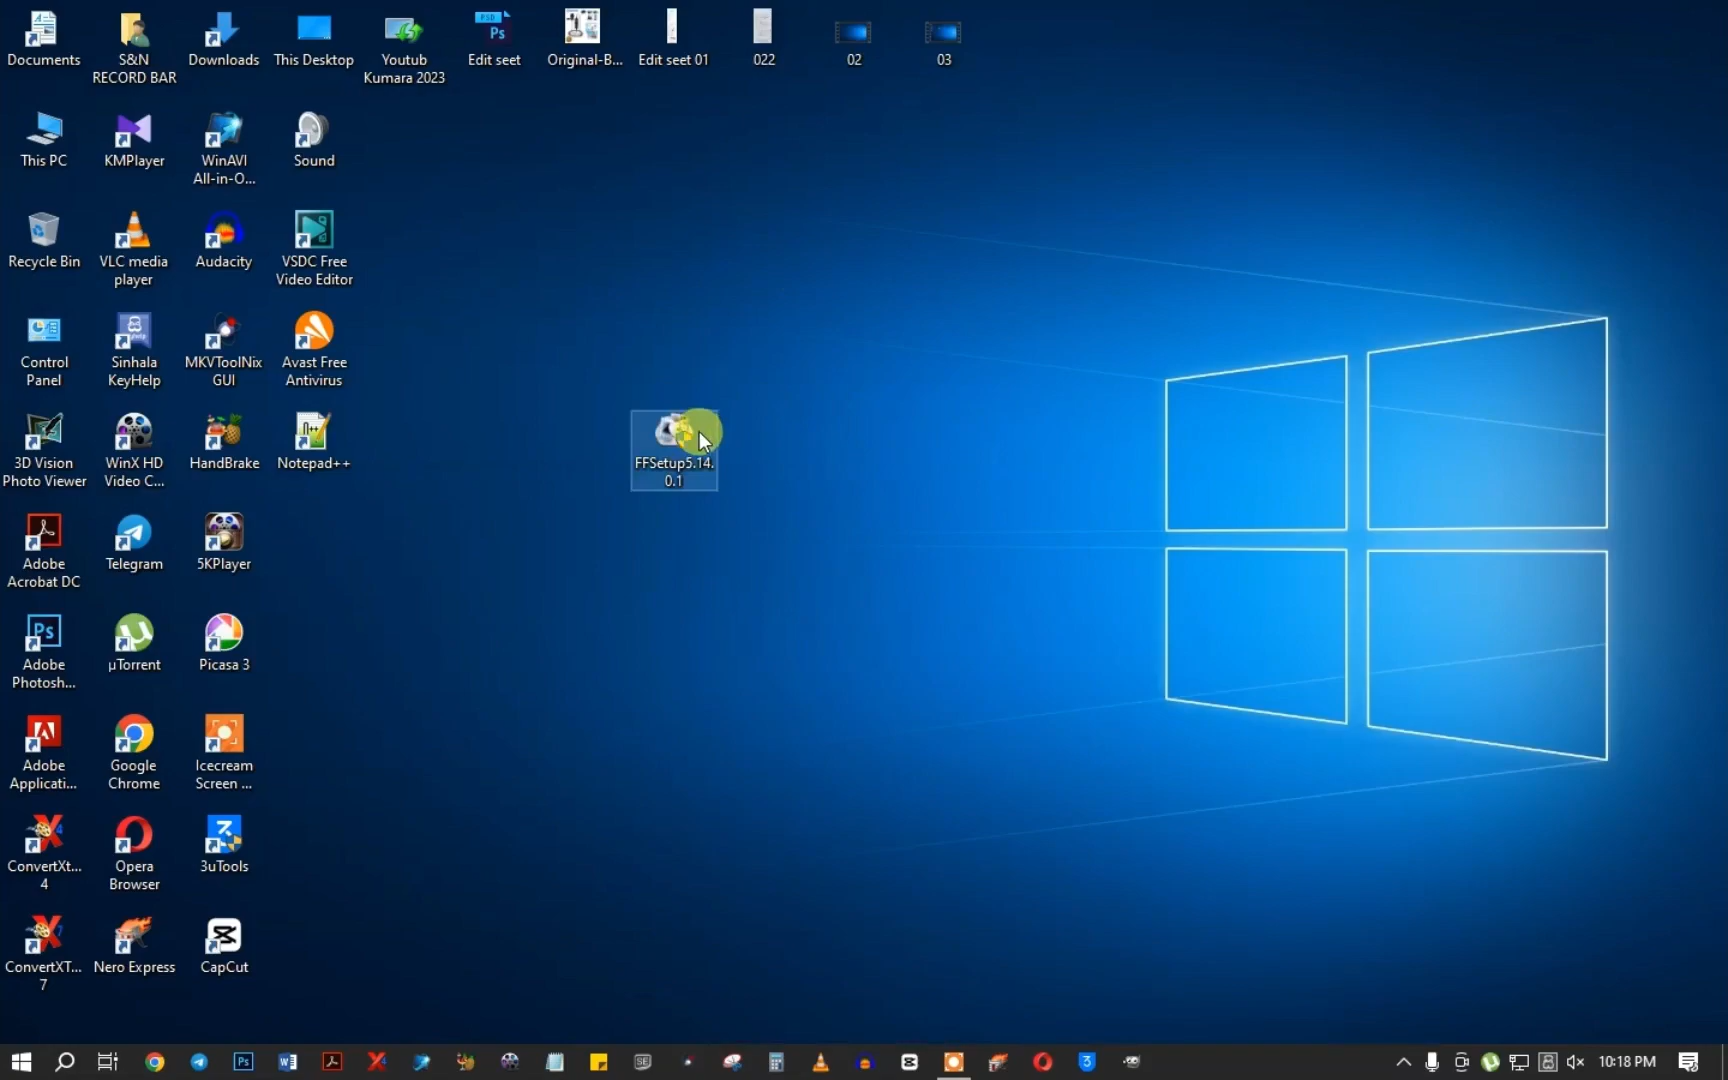 Documents
S&N
RECORD BAR
Downloads
This Desktop
Youtub
Kumara 2023
Edit seet
Original-B...
Edit seet 01
022
02
03
This PC
KMPlayer
WinAVI
All-in-O...
Sound
Recycle Bin
VLC media
player
Audacity
VSDC Free
Video Editor
Control
Panel
Sinhala
KeyHelp
MKVToolNix
GUI
Avast Free
Antivirus
3D Vision
Photo Viewer
WinX HD
Video C...
HandBrake
Notepad++
FFSetup5.14.
0.1
Adobe
Acrobat DC
Telegram
5KPlayer
Adobe
Photosh...
µTorrent
Picasa 3
Adobe
Applicati...
Google
Chrome
Icecream
Screen ...
ConvertXt...
4
Opera
Browser
3uTools
ConvertXT...
7
Nero Express
CapCut
10:18 PM